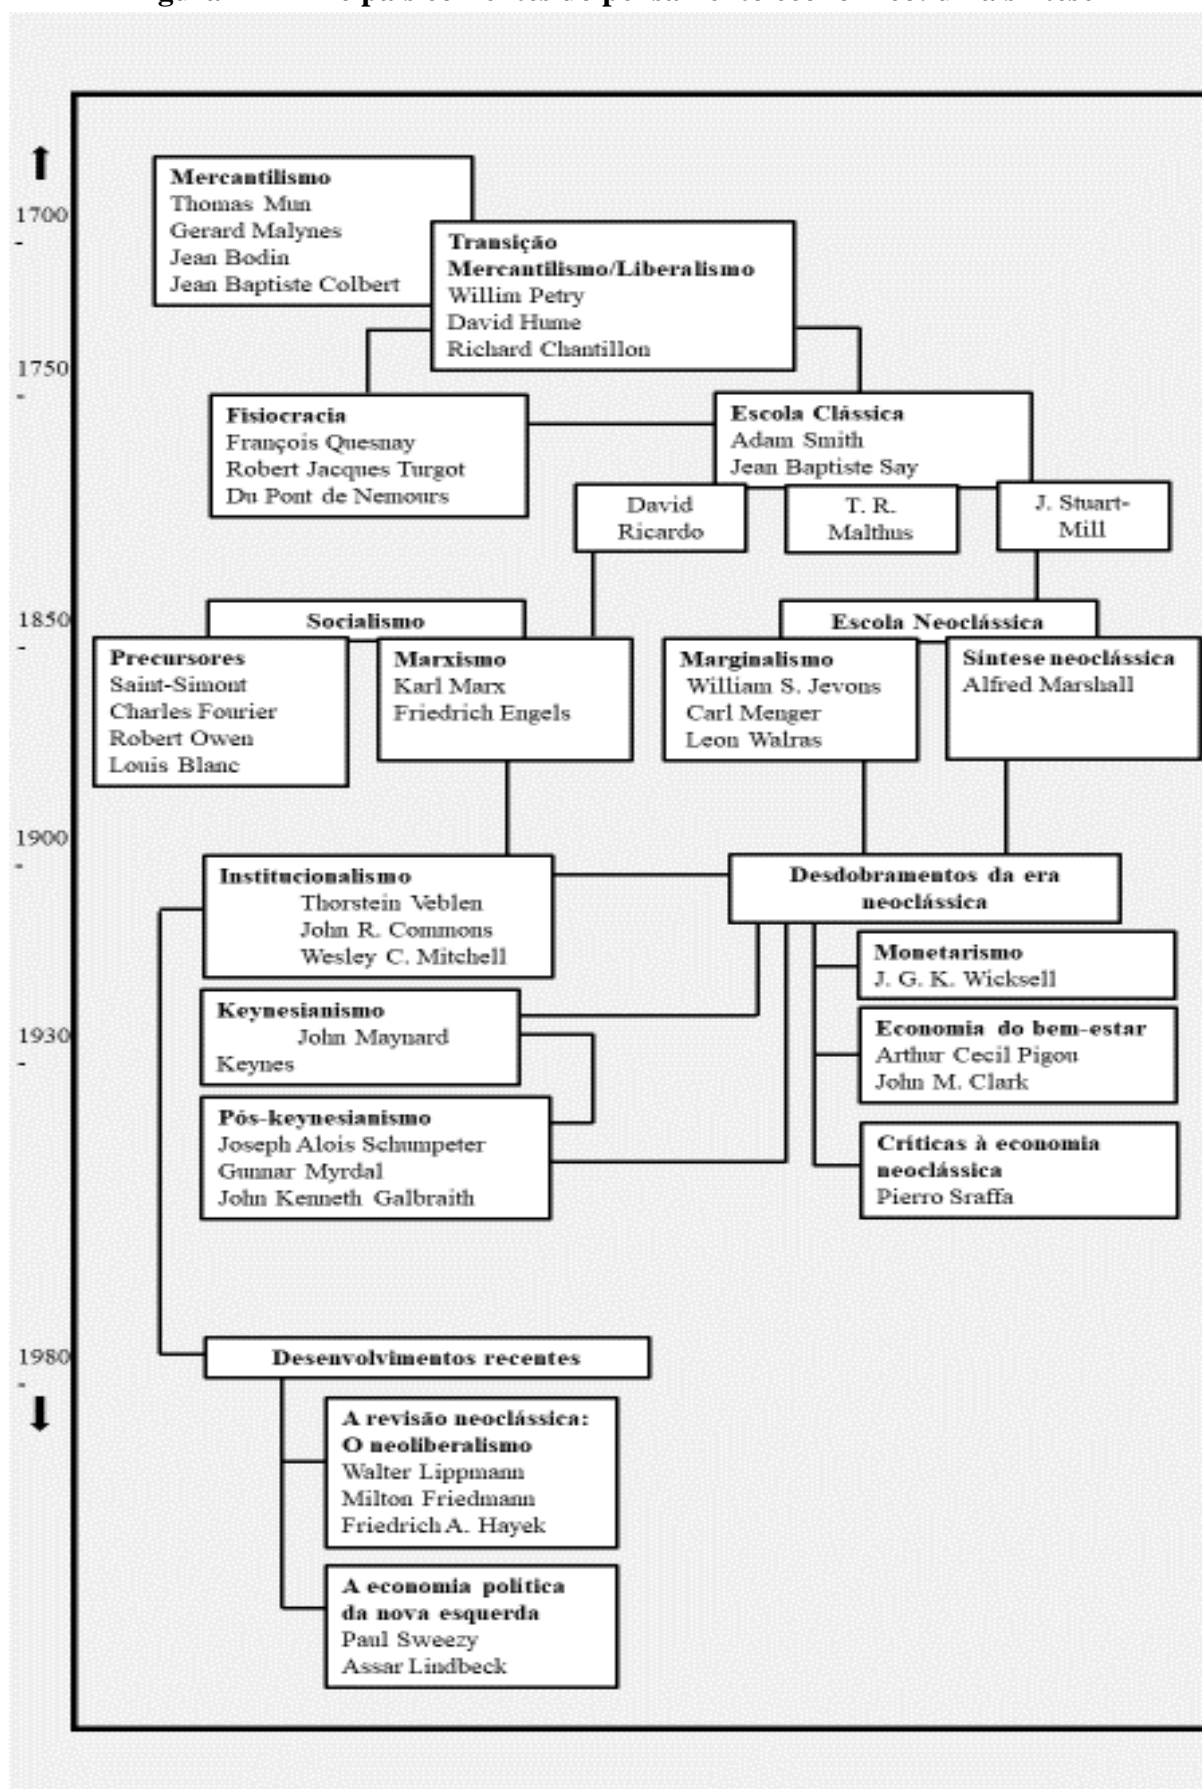 Mercantilismo
Thomas Mun
Gerard Malynes
Jean Bodin
Jean Baptiste Colbert
1700
-
Transição
Mercantilismo/Liberalismo
Willim Petry
David Hume
Richard Chantillon
1750
-
Fisiocracia
François Quesnay
Robert Jacques Turgot
Du Pont de Nemours
Escola Clássica
Adam Smith
Jean Baptiste Say
David
Ricardo
T. R.
Malthus
J. Stuart-
Mill
1850
-
Socialismo
Precursores
Saint-Simont
Charles Fourier
Robert Owen
Louis Blanc
Marxismo
Karl Marx
Friedrich Engels
Escola Neoclássica
Marginalismo
William S. Jevons
Carl Menger
Leon Walras
Síntese neoclássica
Alfred Marshall
1900
-
Institucionalismo
Thorstein Veblen
John R. Commons
Wesley C. Mitchell
Desdobramentos da era
neoclássica
Monetarismo
J. G. K. Wicksell
1930
-
Keynesianismo
John Maynard
Keynes
Economia do bem-estar
Arthur Cecil Pigou
John M. Clark
Pós-keynesianismo
Joseph Alois Schumpeter
Gunnar Myrdal
John Kenneth Galbraith
Críticas à economia
neoclássica
Pierro Sraffa
1980
-
Desenvolvimentos recentes
A revisão neoclássica:
O neoliberalismo
Walter Lippmann
Milton Friedmann
Friedrich A. Hayek
A economia política
da nova esquerda
Paul Sweezy
Assar Lindbeck